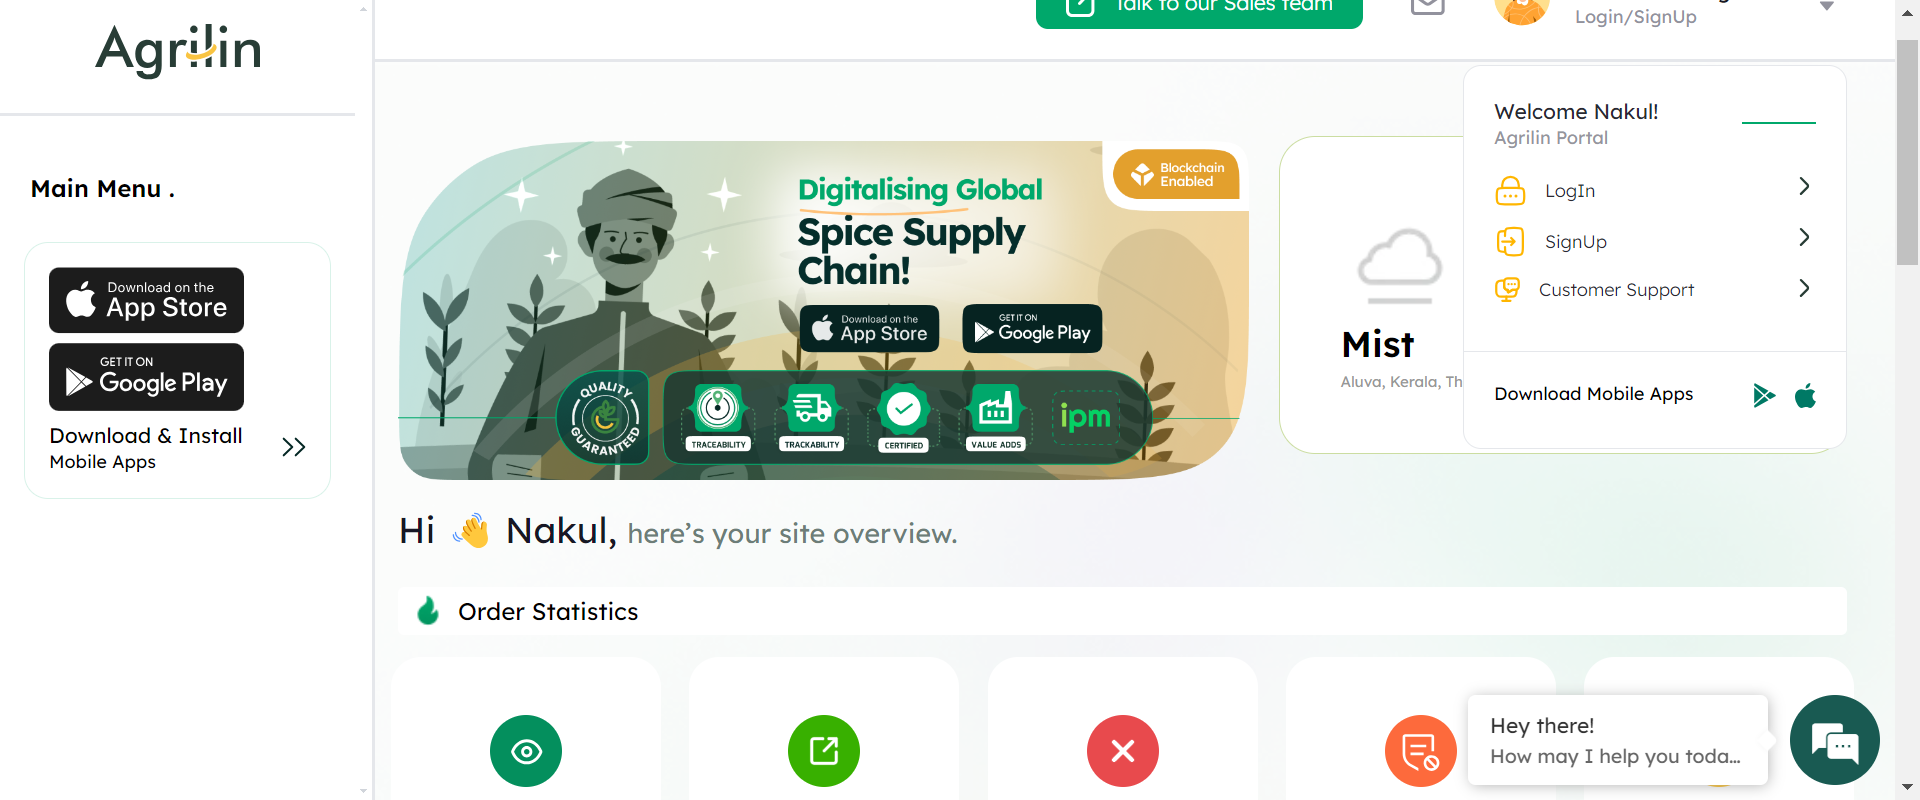 Agrilin
Main Menu .
Download on the
App Store
GET IT ON
Google Play
Download & Install
Mobile Apps
Talk to our Sales team
Login/SignUp
Digitalising Global
Spice Supply
Chain!
Blockchain
Enabled
Download on the
App Store
GET IT ON
Google Play
QUALITY
GUARANTEED
TRACEABILITY
TRACKABILITY
CERTIFIED
VALUE ADDS
ipm
Mist
Aluva, Kerala, Th
Welcome Nakul!
Agrilin Portal
LogIn
SignUp
Customer Support
Download Mobile Apps
Hi 👋 Nakul, here's your site overview.
Order Statistics
Hey there!
How may I help you toda...